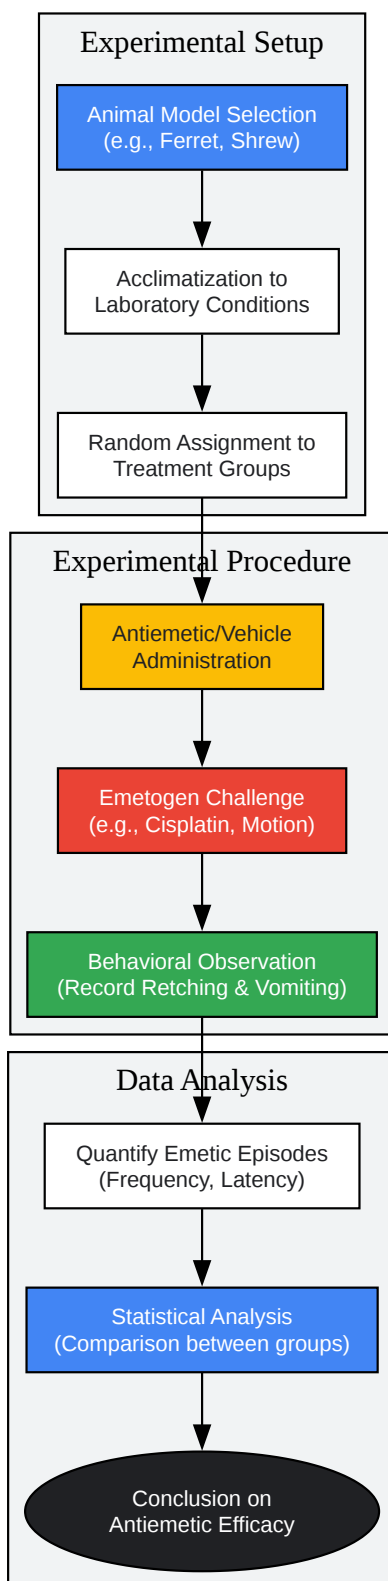 Experimental Setup
Animal Model Selection
(e.g., Ferret, Shrew)
Acclimatization to
Laboratory Conditions
Random Assignment to
Treatment Groups
Experimental Procedure
Antiemetic/Vehicle
Administration
Emetogen Challenge
(e.g., Cisplatin, Motion)
Behavioral Observation
(Record Retching & Vomiting)
Data Analysis
Quantify Emetic Episodes
(Frequency, Latency)
Statistical Analysis
(Comparison between groups)
Conclusion on
Antiemetic Efficacy